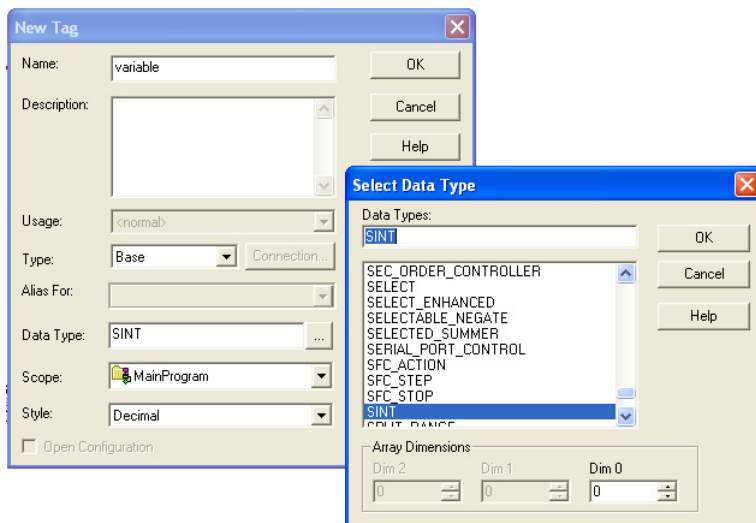 New Tag
Name:
variable
OK
Description:
Cancel
Help
Usage:
<normal>
Type:
Base
Connection...
Alias For:
Data Type:
SINT
...
Scope:
MainProgram
Style:
Decimal
Open Configuration
Select Data Type
Data Types:
SINT
OK
Cancel
Help
SEC_ORDER_CONTROLLER
SELECT
SELECT_ENHANCED
SELECTABLE_NEGATE
SELECTED_SUMMER
SERIAL_PORT_CONTROL
SFC_ACTION
SFC_STEP
SFC_STOP
SINT
SPLIT_RANGE
Array Dimensions
Dim 2 Dim 1 Dim 0
0 0 0